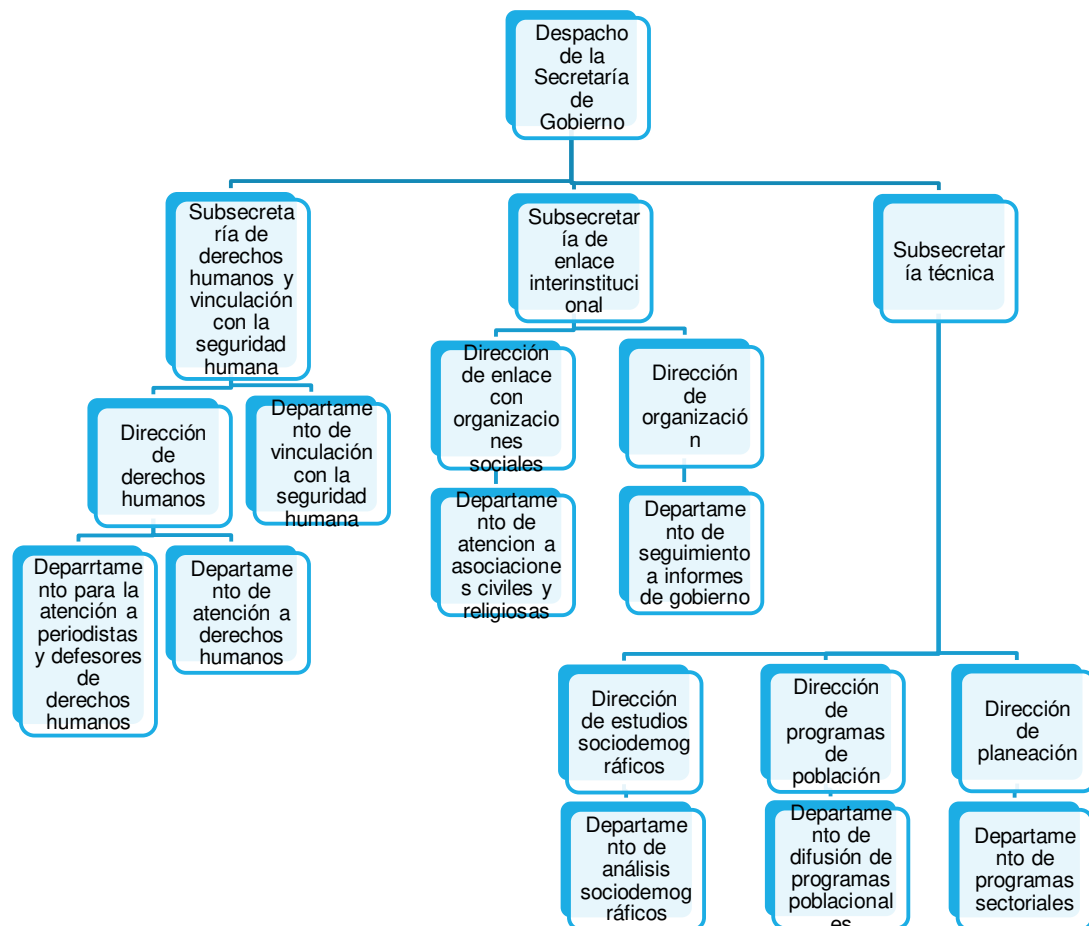 Despacho
de la
Secretaría
de
Gobierno
Subsecreta
ría de
derechos
humanos y
vinculación
con la
seguridad
humana
Subsecretar
ía de
enlace
interinstituci
onal
Subsecretar
ía técnica
Dirección
de
derechos
humanos
Departame
nto de
vinculación
con la
seguridad
humana
Dirección
de enlace
con
organizacio
nes
sociales
Dirección
de
organizació
n
Deparrtame
nto para la
atención a
periodistas
y defesores
de
derechos
humanos
Departame
nto de
atención a
derechos
humanos
Departame
nto de
atencion a
asociacione
s civiles y
religiosas
Departame
nto de
seguimiento
a informes
de gobierno
Dirección
de estudios
sociodemog
ráficos
Dirección
de
programas
de
población
Dirección
de
planeación
Departame
nto de
análisis
sociodemog
ráficos
Departame
nto de
difusión de
programas
poblacional
es
Departame
nto de
programas
sectoriales